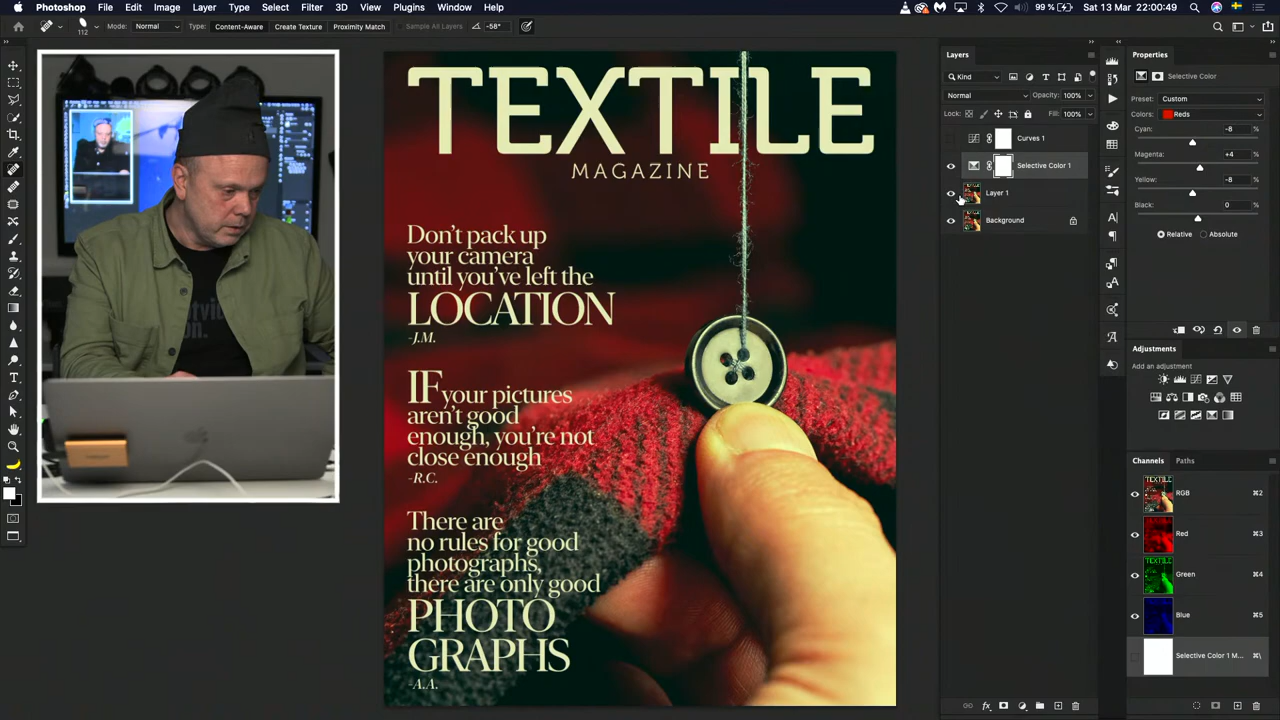 Photoshop File Edit Image Layer Type Select Filter 3D View Plugins Window Help 99 % Sat 13 Mar 22:00:49
112 Mode: Normal Type: Content-Aware Create Texture Proximity Match Sample All Layers -58°
TEXTILE
MAGAZINE
Don't pack up
your camera
until you've left the
LOCATION
-J.M.
IF your pictures
aren't good
enough, you're not
close enough
-R.C.
There are
no rules for good
photographs,
there are only good
PHOTO
GRAPHS
-A.A.
Layers
Kind
Normal Opacity: 100%
Lock: Fill: 100%
Curves 1
Selective Color 1
Layer 1
Background
Properties
Selective Color
Preset: Custom
Colors: Reds
Cyan: -8 %
Magenta: +4 %
Yellow: -8 %
Black: 0 %
Relative Absolute
Adjustments
Add an adjustment
Channels Paths
RGB ⌘2
Red ⌘3
Green ⌘4
Blue ⌘5
Selective Color 1 M... ⌘\